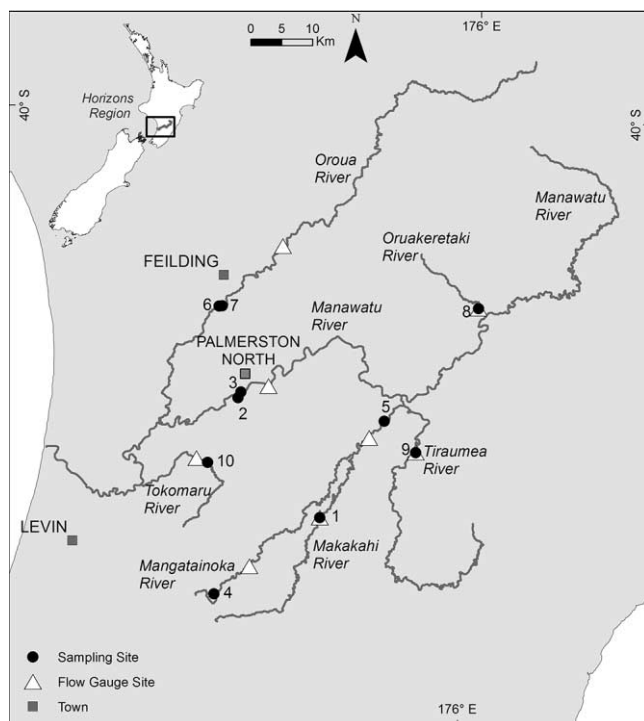 176° E
0 5 10
Km
N
40° S
Horizons
Region
40° S
Oroua
River
Manawatu
River
Oruakeretaki
River
FEILDING
6
7
8
Manawatu
River
PALMERSTON
NORTH
3
2
5
9
Tiraumea
River
10
Tokomaru
River
LEVIN
1
Makakahi
River
Mangatainoka
River
4
Sampling Site
Flow Gauge Site
Town
176° E